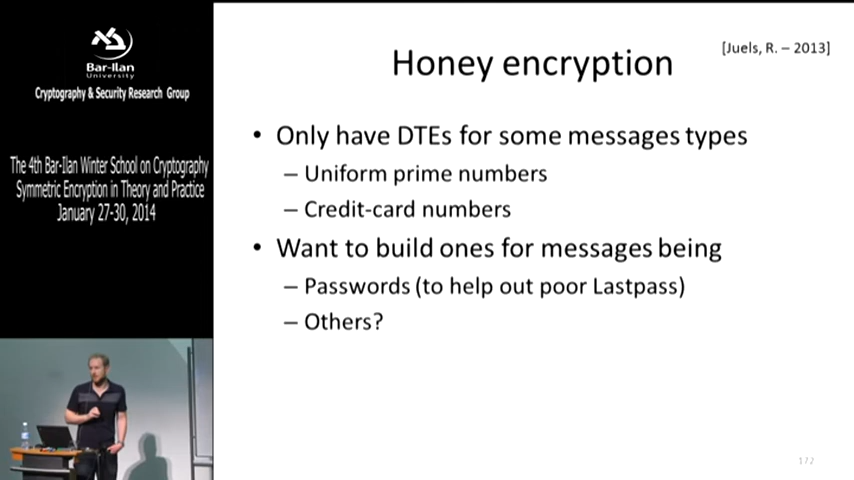 Bar-Ilan
University
Cryptography & Security Research Group
The 4th Bar-Ilan Winter School on Cryptography
Symmetric Encryption in Theory and Practice
January 27-30, 2014
[Juels, R. – 2013]
Honey encryption
• Only have DTEs for some messages types
– Uniform prime numbers
– Credit-card numbers
• Want to build ones for messages being
– Passwords (to help out poor Lastpass)
– Others?
172